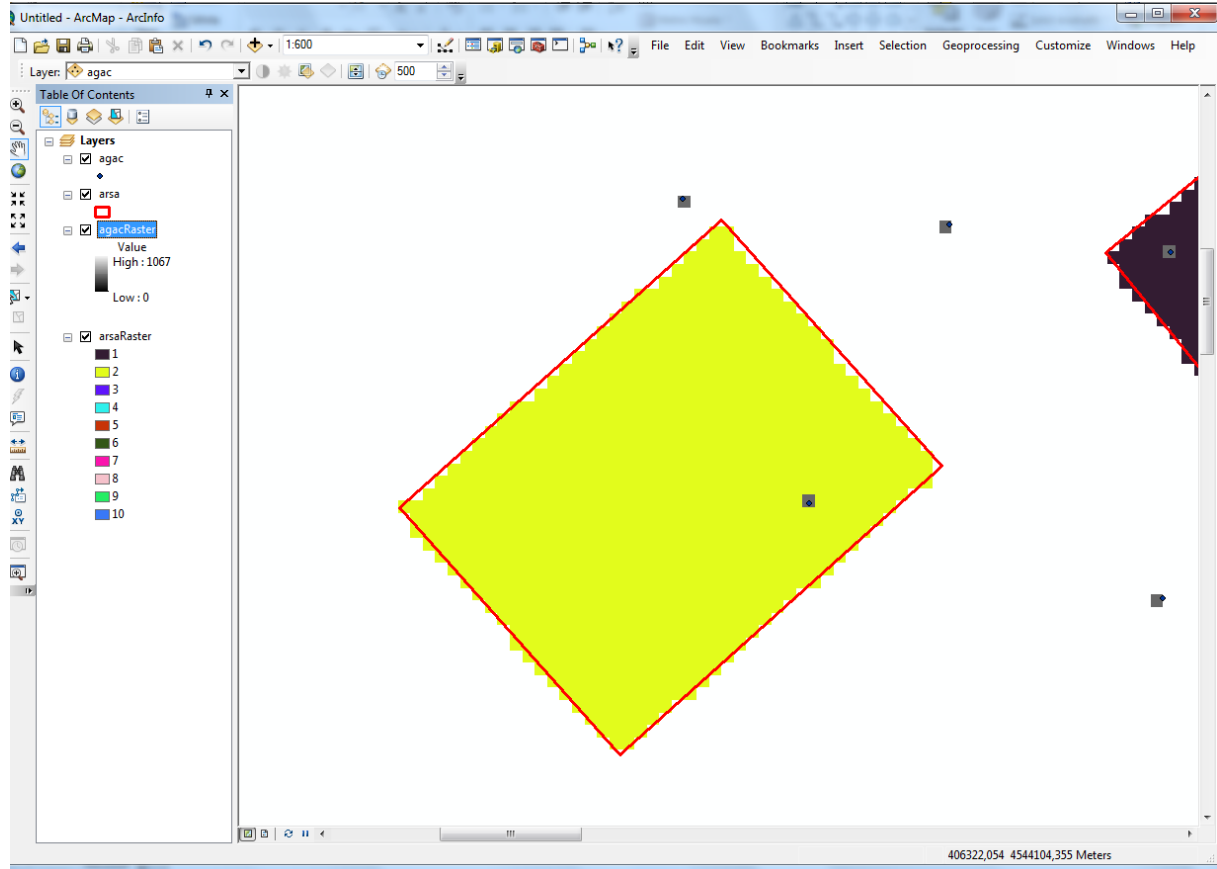 Untitled - ArcMap - ArcInfo
1:600 File Edit View Bookmarks Insert Selection Geoprocessing Customize Windows Help
Layer: agac 500
Table Of Contents
Layers
agac
arsa
agacRaster
Value
High : 1067
Low : 0
arsaRaster
1
2
3
4
5
6
7
8
9
10
XY
406322,054 4544104,355 Meters